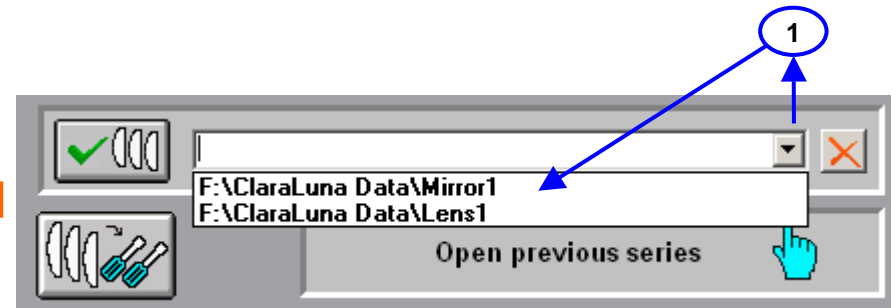 1
F:\ClaraLuna Data\Mirror1
F:\ClaraLuna Data\Lens1
Open previous series